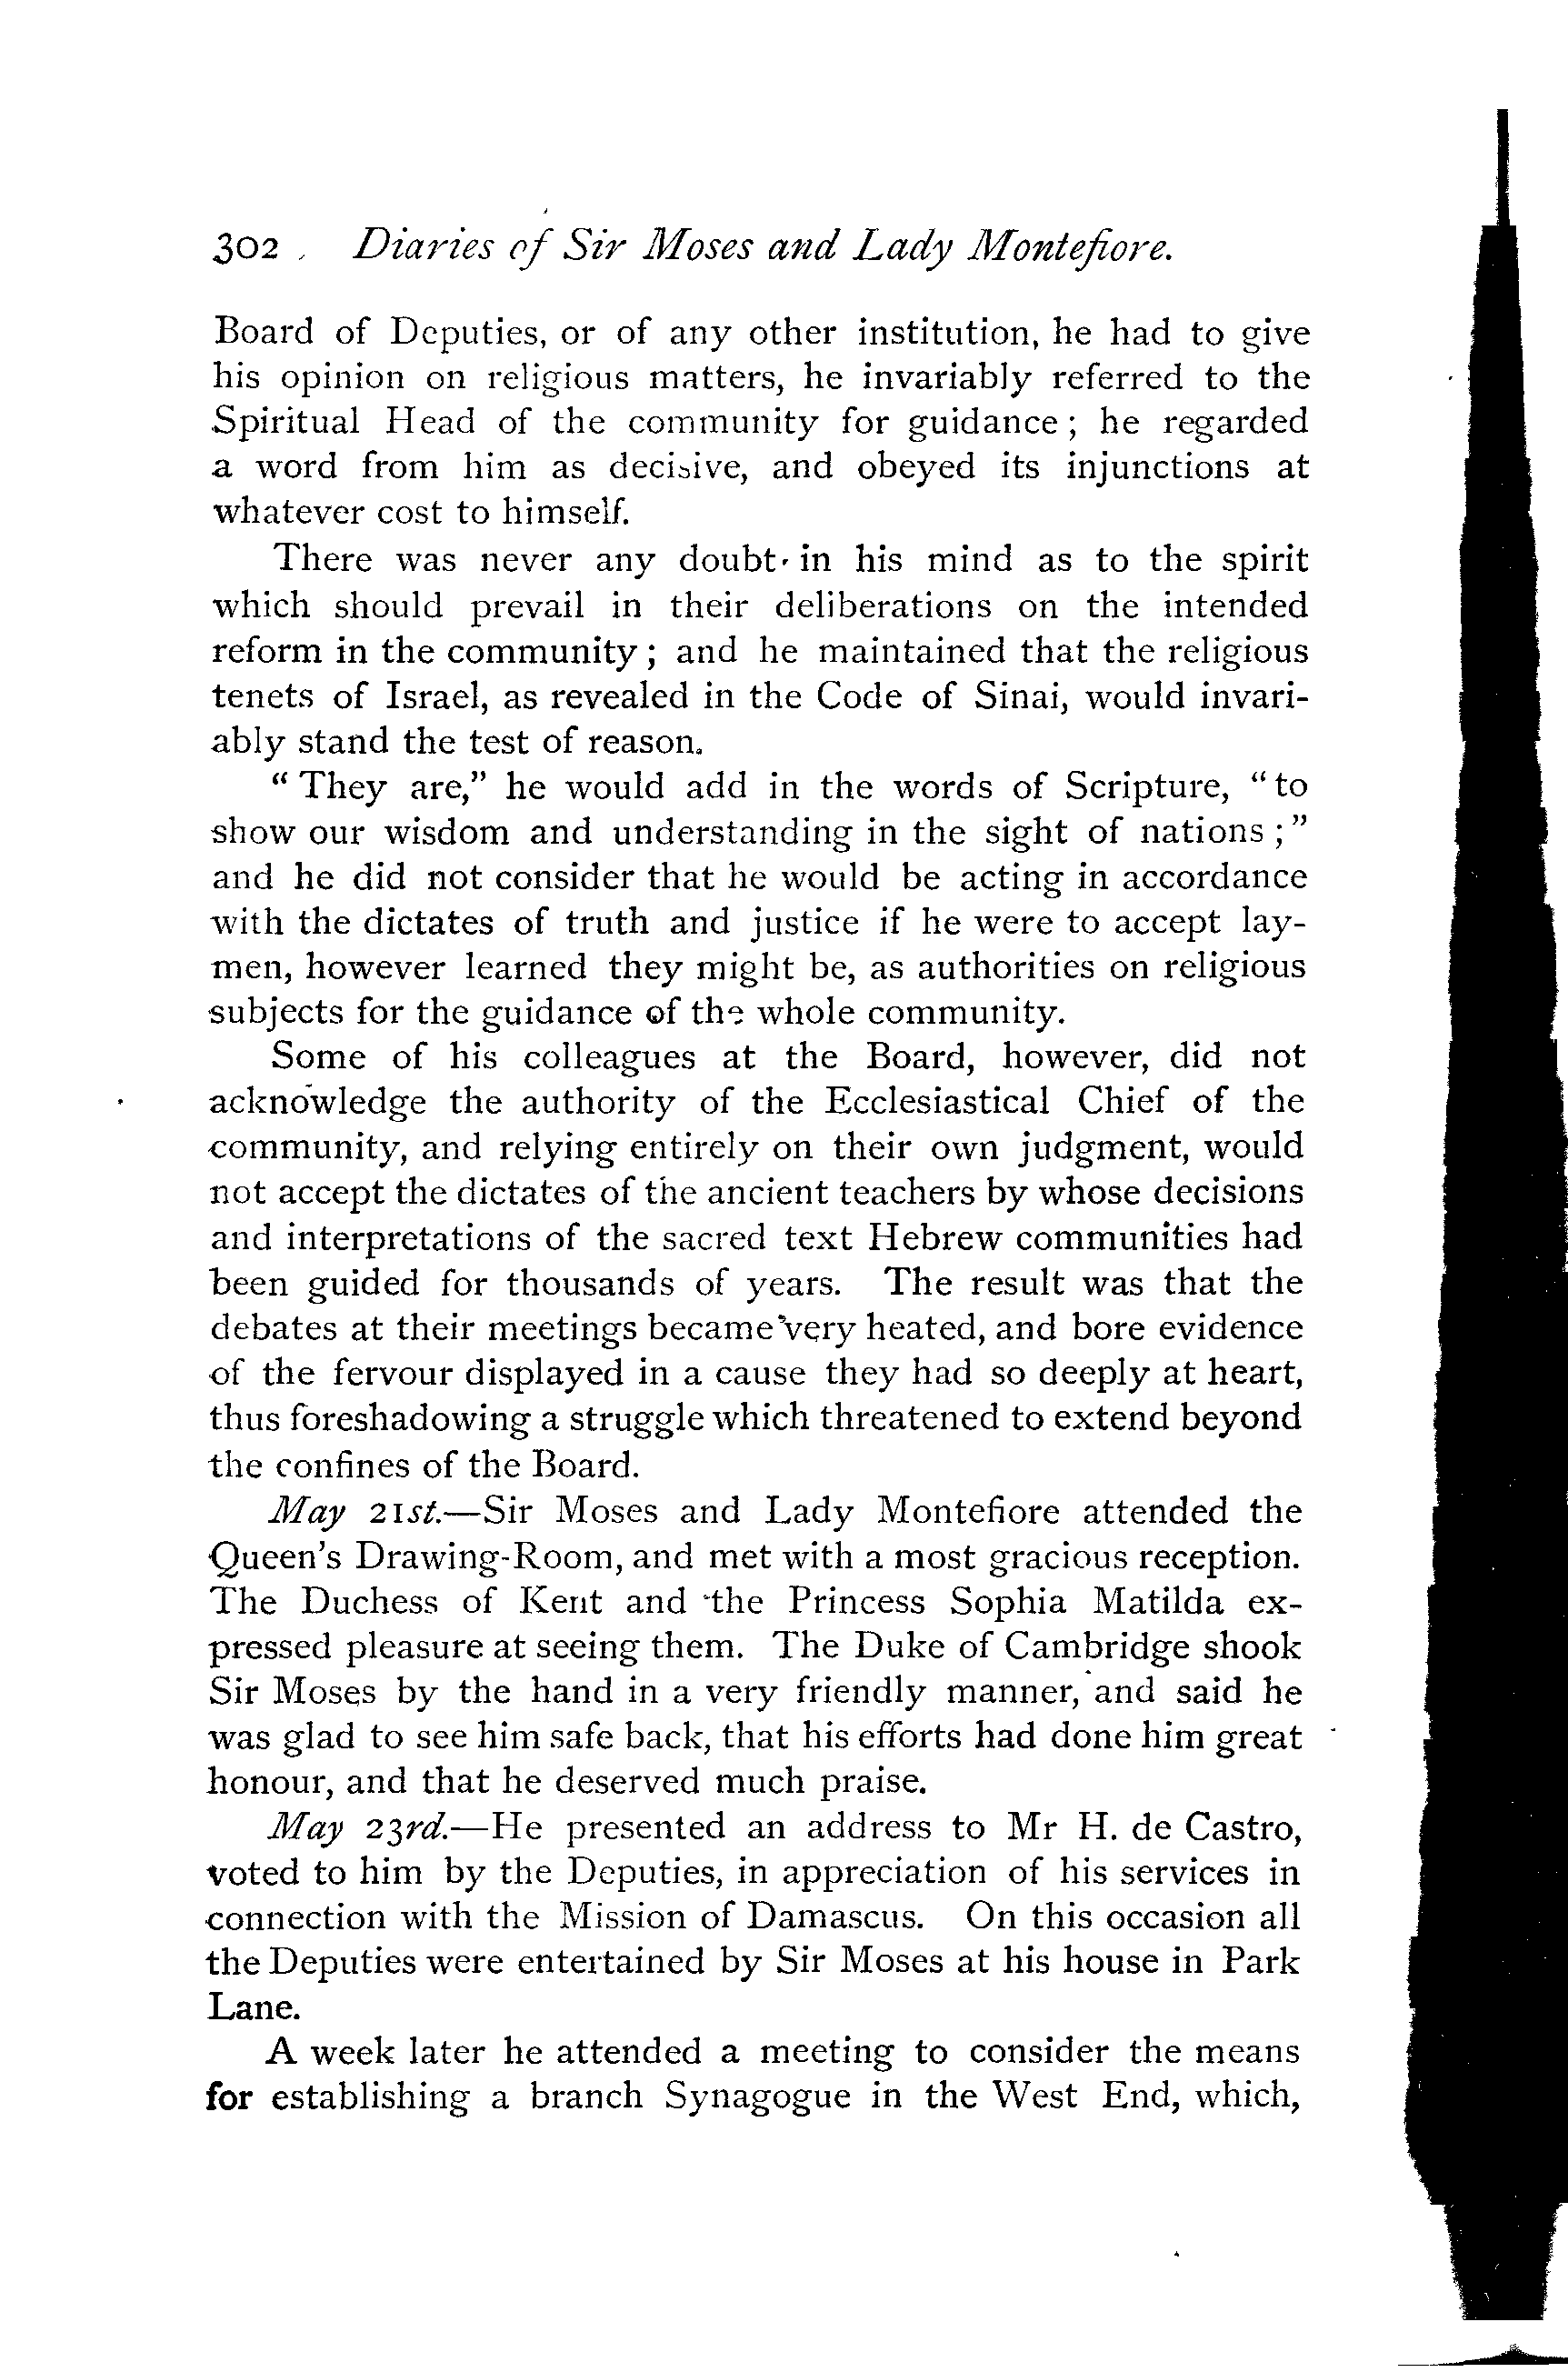 302 Diaries of Sir Moses and Lady Montefiore.
Board of Deputies, or of any other institution, he had to give
his opinion on religious matters, he invariably referred to the
Spiritual Head of the community for guidance ; he regarded
a word from him as decisive, and obeyed its injunctions at
whatever cost to himself.
There was never any doubt in his mind as to the spirit
which should prevail in their deliberations on the intended
reform in the community ; and he maintained that the religious
tenets of Israel, as revealed in the Code of Sinai, would invari-
ably stand the test of reason.
“ They are,” he would add in the words of Scripture, “ to
show our wisdom and understanding in the sight of nations ;”
and he did not consider that he would be acting in accordance
with the dictates of truth and justice if he were to accept lay-
men, however learned they might be, as authorities on religious
subjects for the guidance of the whole community.
Some of his colleagues at the Board, however, did not
acknowledge the authority of the Ecclesiastical Chief of the
community, and relying entirely on their own judgment, would
not accept the dictates of the ancient teachers by whose decisions
and interpretations of the sacred text Hebrew communities had
been guided for thousands of years. The result was that the
debates at their meetings became very heated, and bore evidence
of the fervour displayed in a cause they had so deeply at heart,
thus foreshadowing a struggle which threatened to extend beyond
the confines of the Board.
May 21st.—Sir Moses and Lady Montefiore attended the
Queen's Drawing-Room, and met with a most gracious reception.
The Duchess of Kent and the Princess Sophia Matilda ex-
pressed pleasure at seeing them. The Duke of Cambridge shook
Sir Moses by the hand in a very friendly manner, and said he
was glad to see him safe back, that his efforts had done him great
honour, and that he deserved much praise.
May 23rd.—He presented an address to Mr H. de Castro,
voted to him by the Deputies, in appreciation of his services in
connection with the Mission of Damascus. On this occasion all
the Deputies were entertained by Sir Moses at his house in Park
Lane.
A week later he attended a meeting to consider the means
for establishing a branch Synagogue in the West End, which,